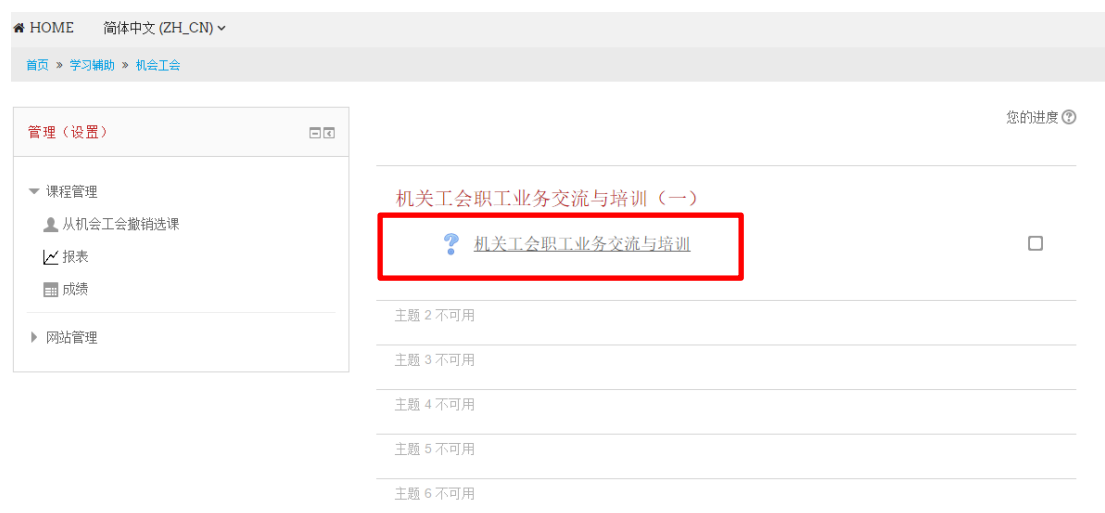 HOME 简体中文 (ZH_CN)
首页 » 学习辅助 » 机会工会
管理（设置）
课程管理
从机会工会撤销选课
报表
成绩
网站管理
您的进度
机关工会职工业务交流与培训（一）
机关工会职工业务交流与培训
主题 2 不可用
主题 3 不可用
主题 4 不可用
主题 5 不可用
主题 6 不可用